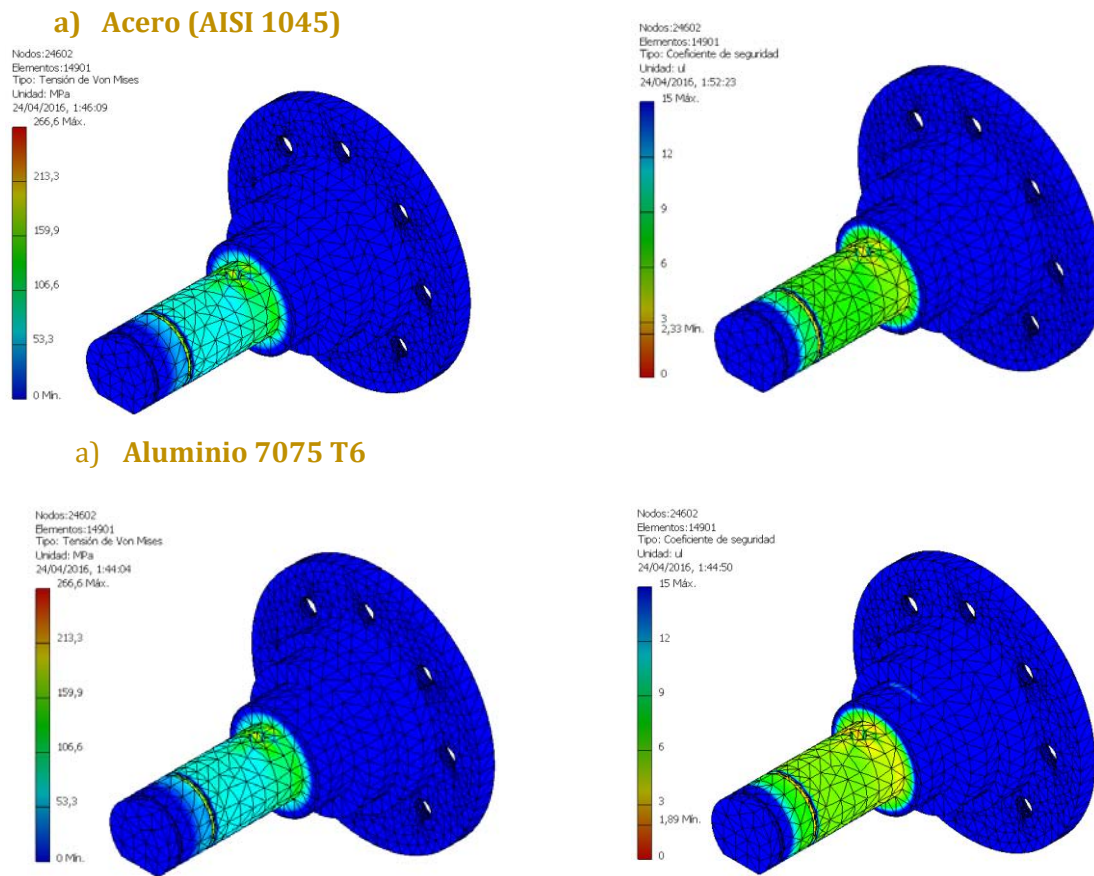 a) Acero (AISI 1045)
Nodos:24602
Elementos:14901
Tipo: Tensión de Von Mises
Unidad: MPa
24/04/2016, 1:46:09
266,6 Máx.
213,3
159,9
106,6
53,3
0 Mín.
Nodos:24602
Elementos:14901
Tipo: Coeficiente de seguridad
Unidad: ul
24/04/2016, 1:52:23
15 Máx.
12
9
6
3
2,33 Mín.
0
a) Aluminio 7075 T6
Nodos:24602
Elementos:14901
Tipo: Tensión de Von Mises
Unidad: MPa
24/04/2016, 1:44:04
266,6 Máx.
213,3
159,9
106,6
53,3
0 Mín.
Nodos:24602
Elementos:14901
Tipo: Coeficiente de seguridad
Unidad: ul
24/04/2016, 1:44:50
15 Máx.
12
9
6
3
1,89 Mín.
0